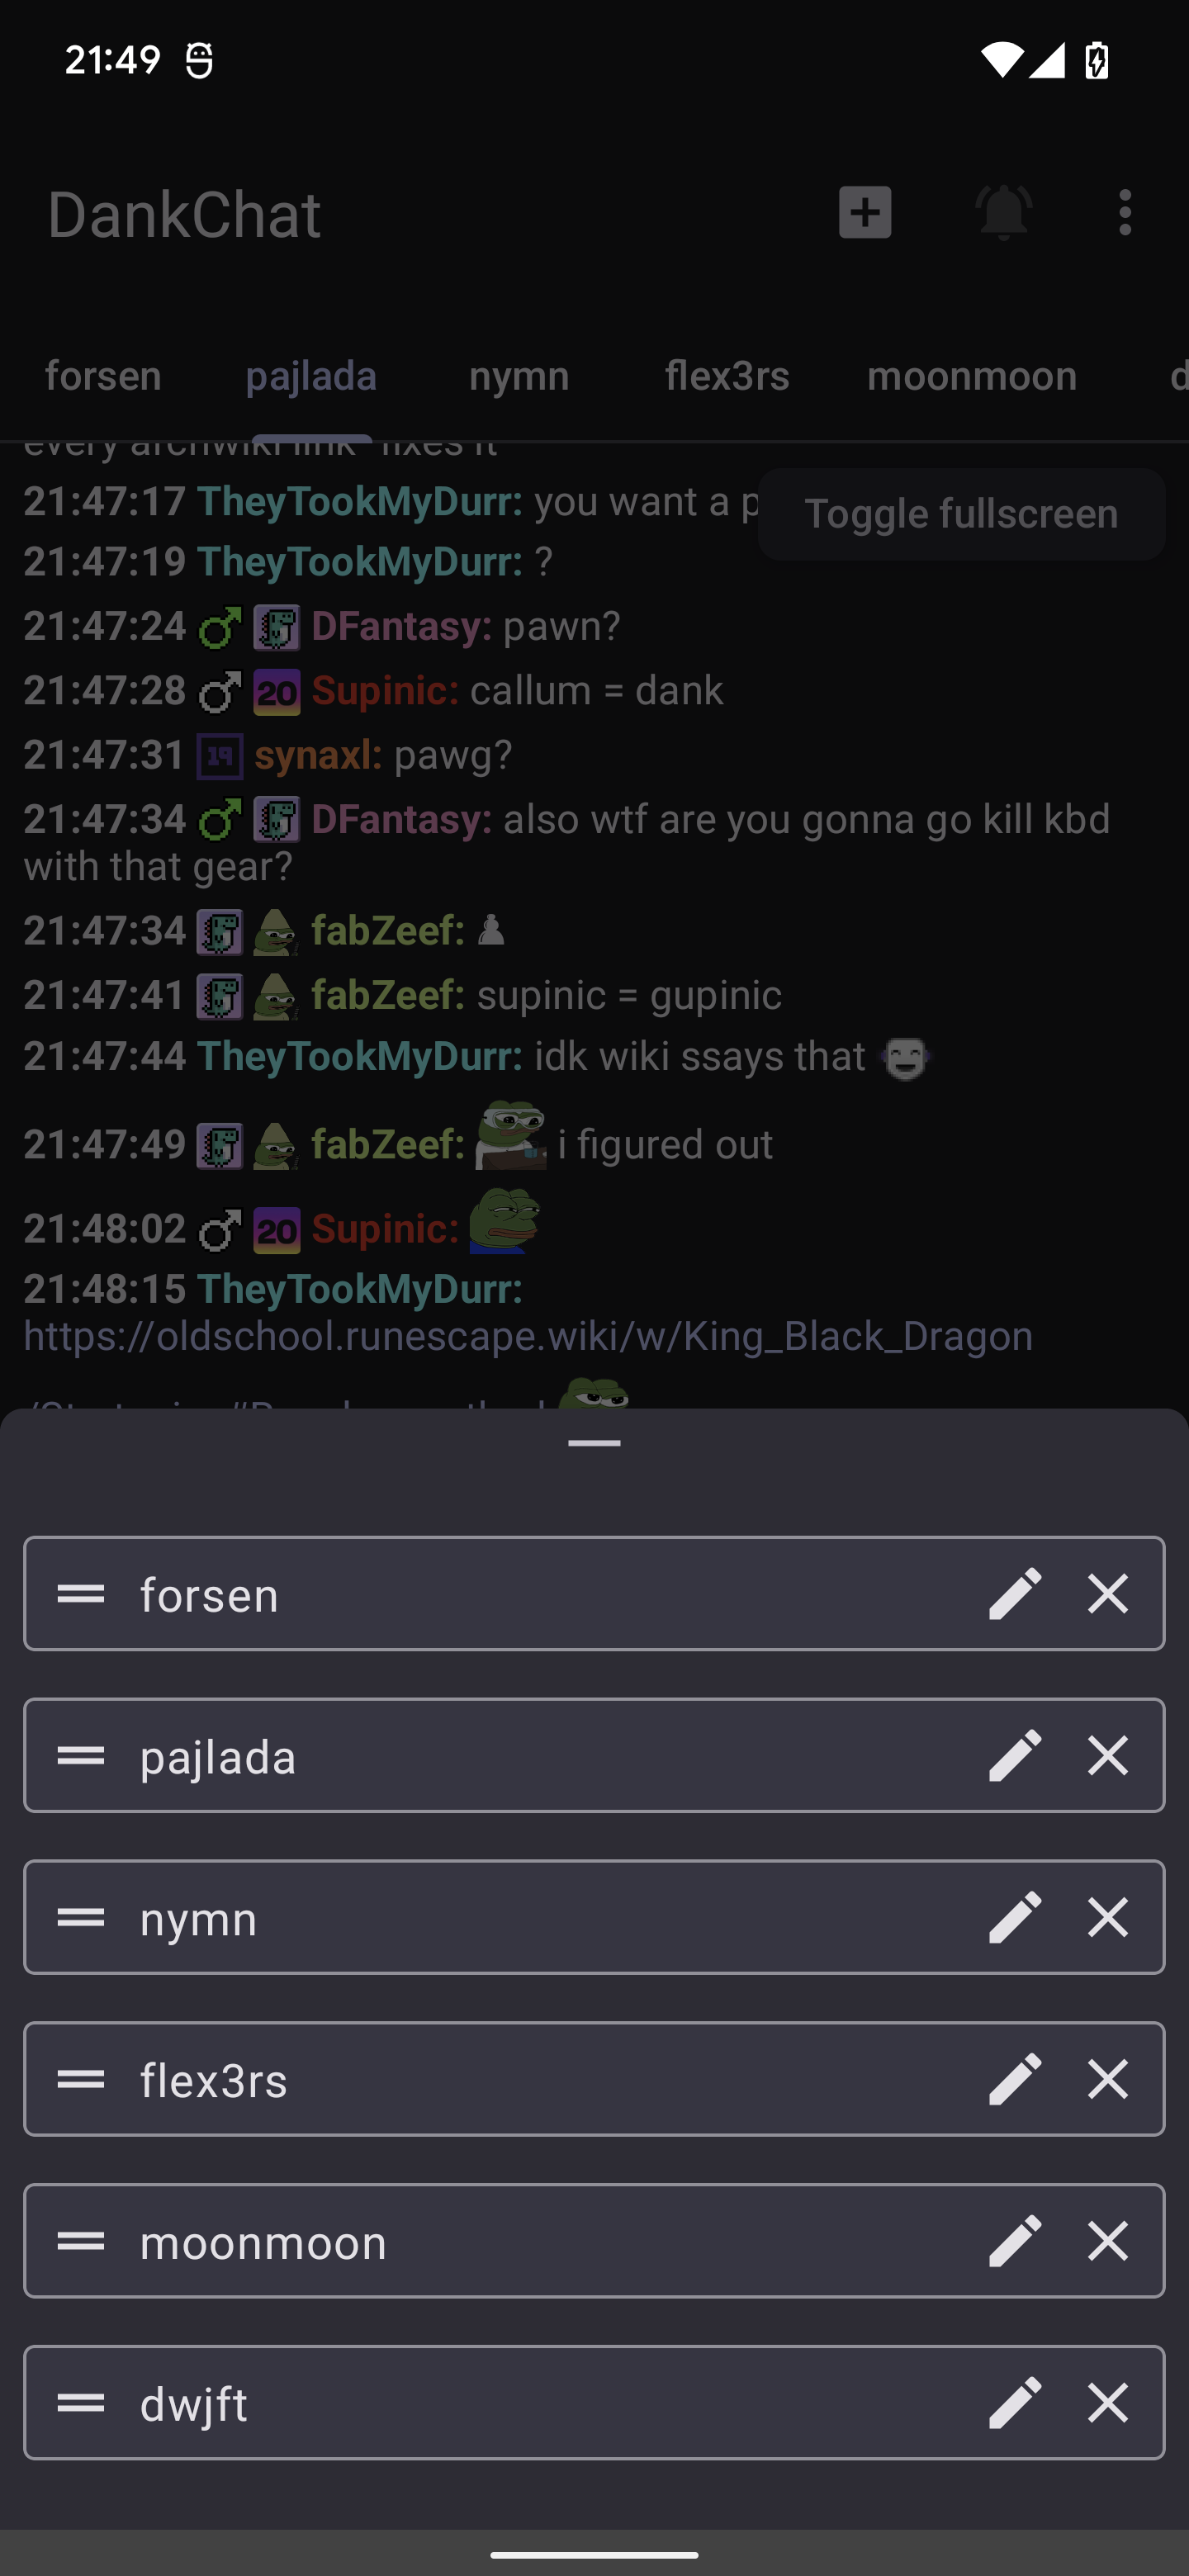 21:49
DankChat
forsen pajlada nymn flex3rs moonmoon d
every archwiki link" fixes it
21:47:17 TheyTookMyDurr: you want a p
Toggle fullscreen
21:47:19 TheyTookMyDurr: ?
21:47:24 DFantasy: pawn?
21:47:28 20 Supinic: callum = dank
21:47:31 19 synaxl: pawg?
21:47:34 DFantasy: also wtf are you gonna go kill kbd
with that gear?
21:47:34 fabZeef: ♟
21:47:41 fabZeef: supinic = gupinic
21:47:44 TheyTookMyDurr: idk wiki ssays that
21:47:49 fabZeef: i figured out
21:48:02 20 Supinic:
21:48:15 TheyTookMyDurr:
https://oldschool.runescape.wiki/w/King_Black_Dragon
forsen
pajlada
nymn
flex3rs
moonmoon
dwjft